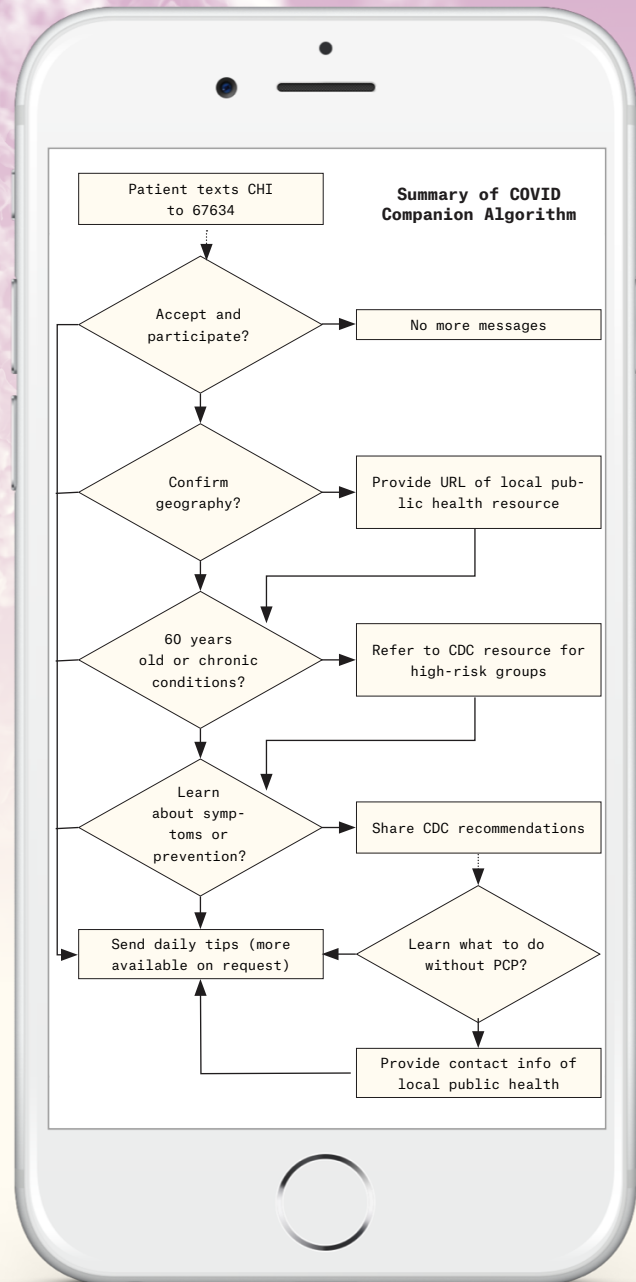 Patient texts CHI
to 67634
Summary of COVID
Companion Algorithm
Accept and
participate?
No more messages
Confirm
geography?
Provide URL of local pub-
lic health resource
60 years
old or chronic
conditions?
Refer to CDC resource for
high-risk groups
Learn
about symp-
toms or
prevention?
Share CDC recommendations
Send daily tips (more
available on request)
Learn what to do
without PCP?
Provide contact info of
local public health